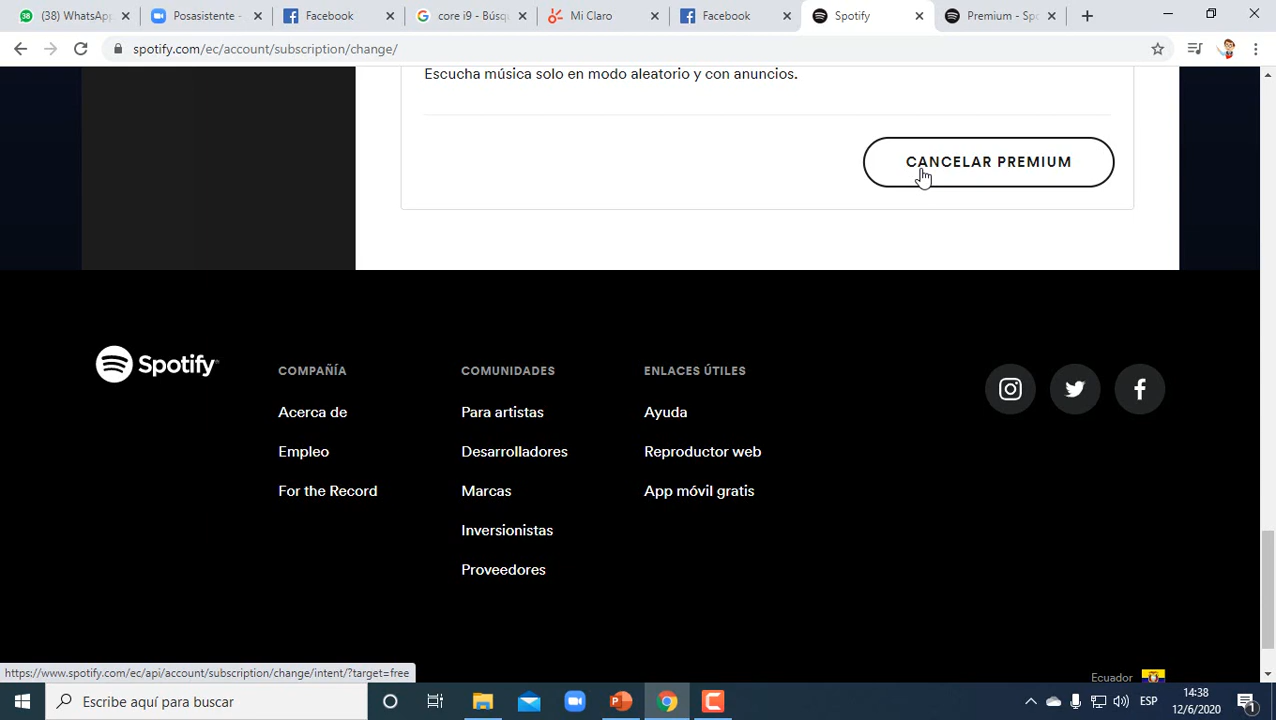 (38) WhatsApp
Posasistente -
Facebook
core i9 - Búsq
Mi Claro
Facebook
Spotify
Premium - Spo
spotify.com/ec/account/subscription/change/
Escucha música solo en modo aleatorio y con anuncios.
CANCELAR PREMIUM
Spotify
COMPAÑÍA
Acerca de
Empleo
For the Record
COMUNIDADES
Para artistas
Desarrolladores
Marcas
Inversionistas
Proveedores
ENLACES ÚTILES
Ayuda
Reproductor web
App móvil gratis
Ecuador
https://www.spotify.com/ec/api/account/subscription/change/intent/?target=free
Escribe aquí para buscar
ESP
14:38
12/6/2020
1